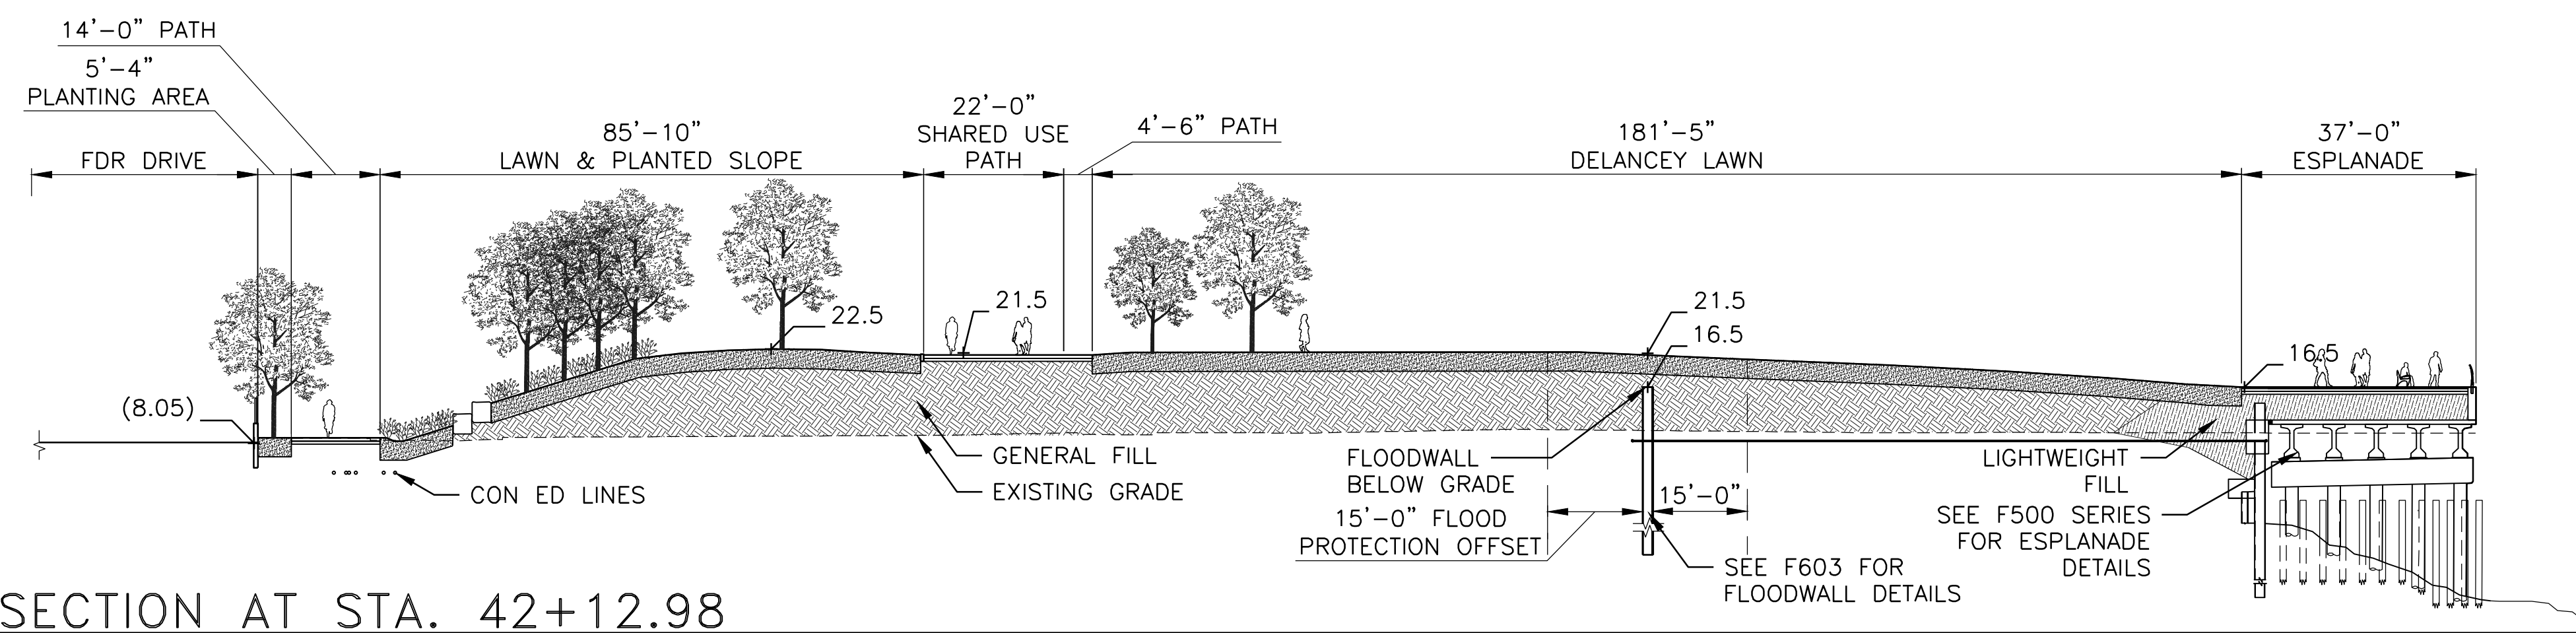 14'-0" PATH
5'-4"
PLANTING AREA
FDR DRIVE
85'-10"
LAWN & PLANTED SLOPE
22'-0"
SHARED USE
PATH
4'-6" PATH
181'-5"
DELANCEY LAWN
37'-0"
ESPLANADE
22.5
21.5
21.5
16.5
16.5
(8.05)
CON ED LINES
GENERAL FILL
EXISTING GRADE
FLOODWALL
BELOW GRADE
15'-0" FLOOD
PROTECTION OFFSET
15'-0"
SEE F603 FOR
FLOODWALL DETAILS
LIGHTWEIGHT
FILL
SEE F500 SERIES
FOR ESPLANADE
DETAILS
SECTION AT STA. 42+12.98